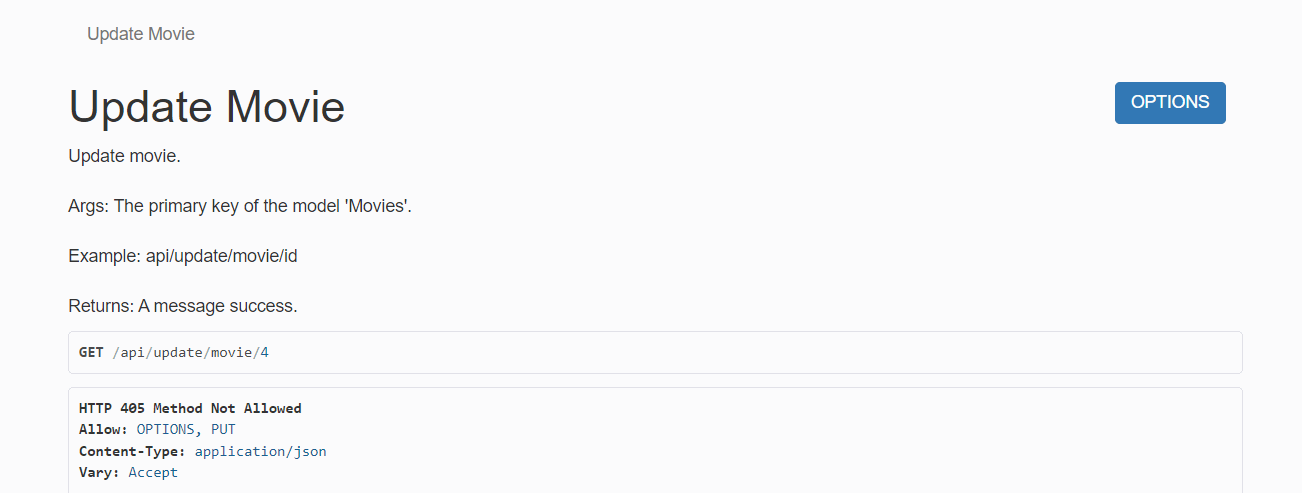 Update Movie
Update Movie
OPTIONS
Update movie.
Args: The primary key of the model 'Movies'.
Example: api/update/movie/id
Returns: A message success.
GET /api/update/movie/4
HTTP 405 Method Not Allowed
Allow: OPTIONS, PUT
Content-Type: application/json
Vary: Accept